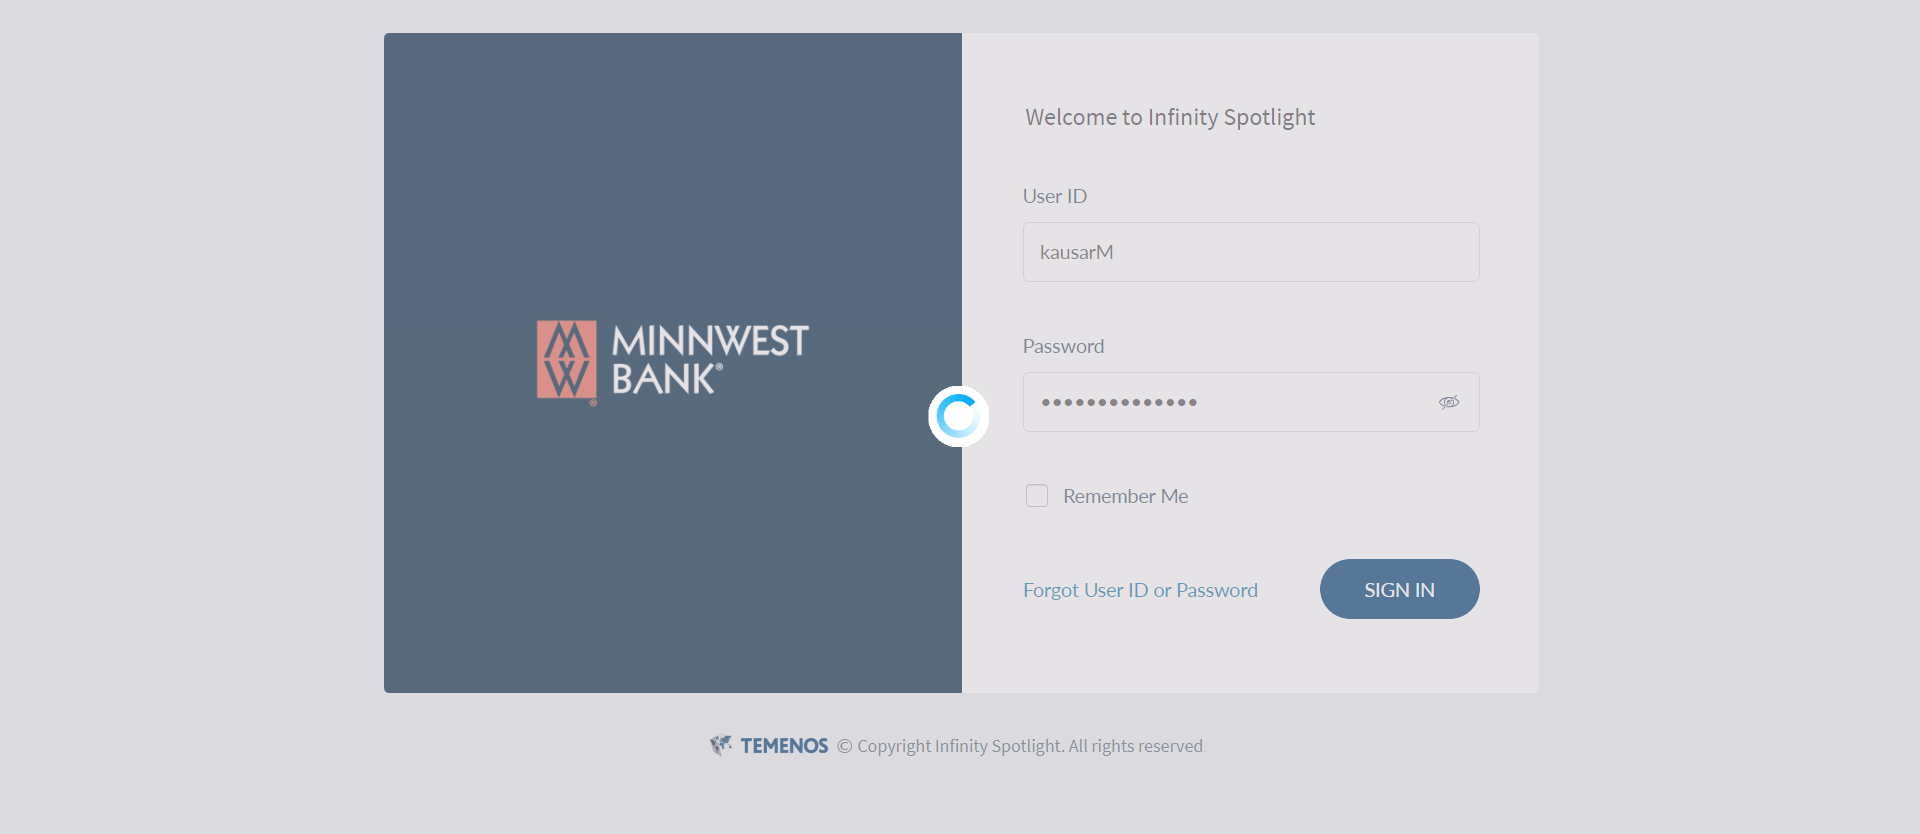 MINNWEST
BANK®
®
Welcome to Infinity Spotlight
User ID
kausarM
Password
••••••••••••••
Remember Me
Forgot User ID or Password
SIGN IN
TEMENOS © Copyright Infinity Spotlight. All rights reserved.